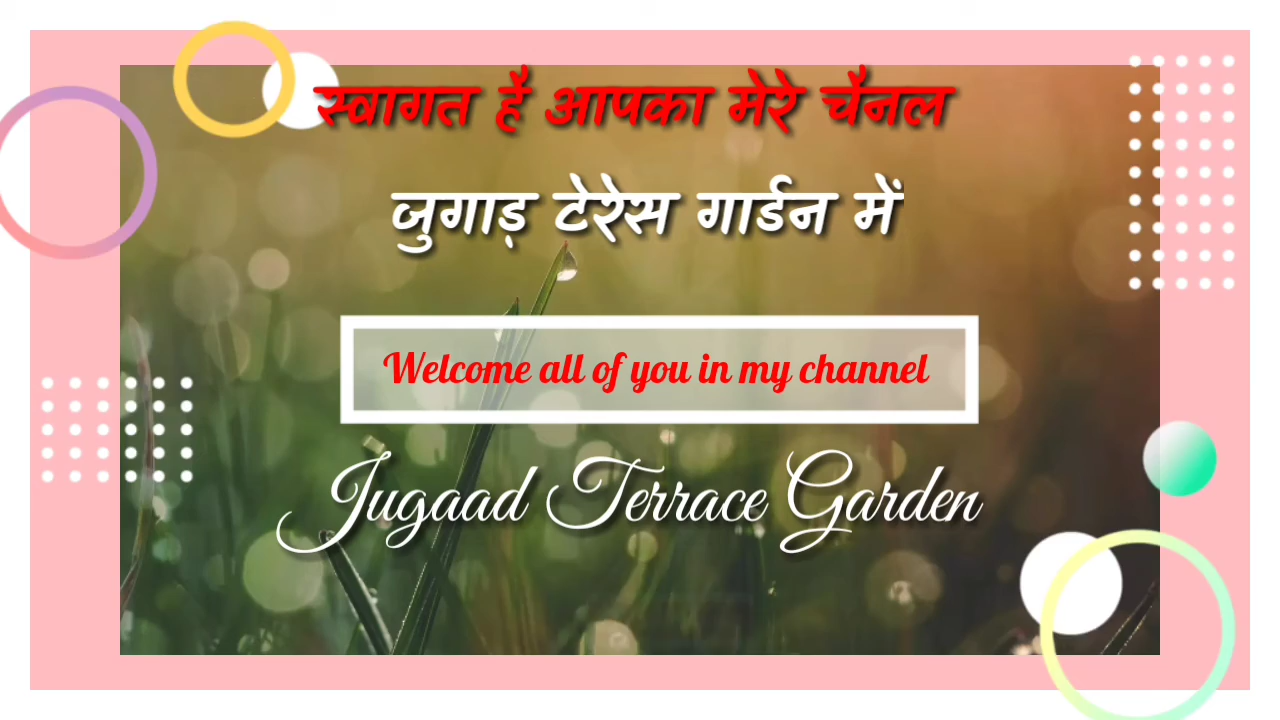 स्वागत है आपका मेरे चैनल
जुगाड़ टेरेस गार्डन में
Welcome all of you in my channel
Jugaad Terrace Garden